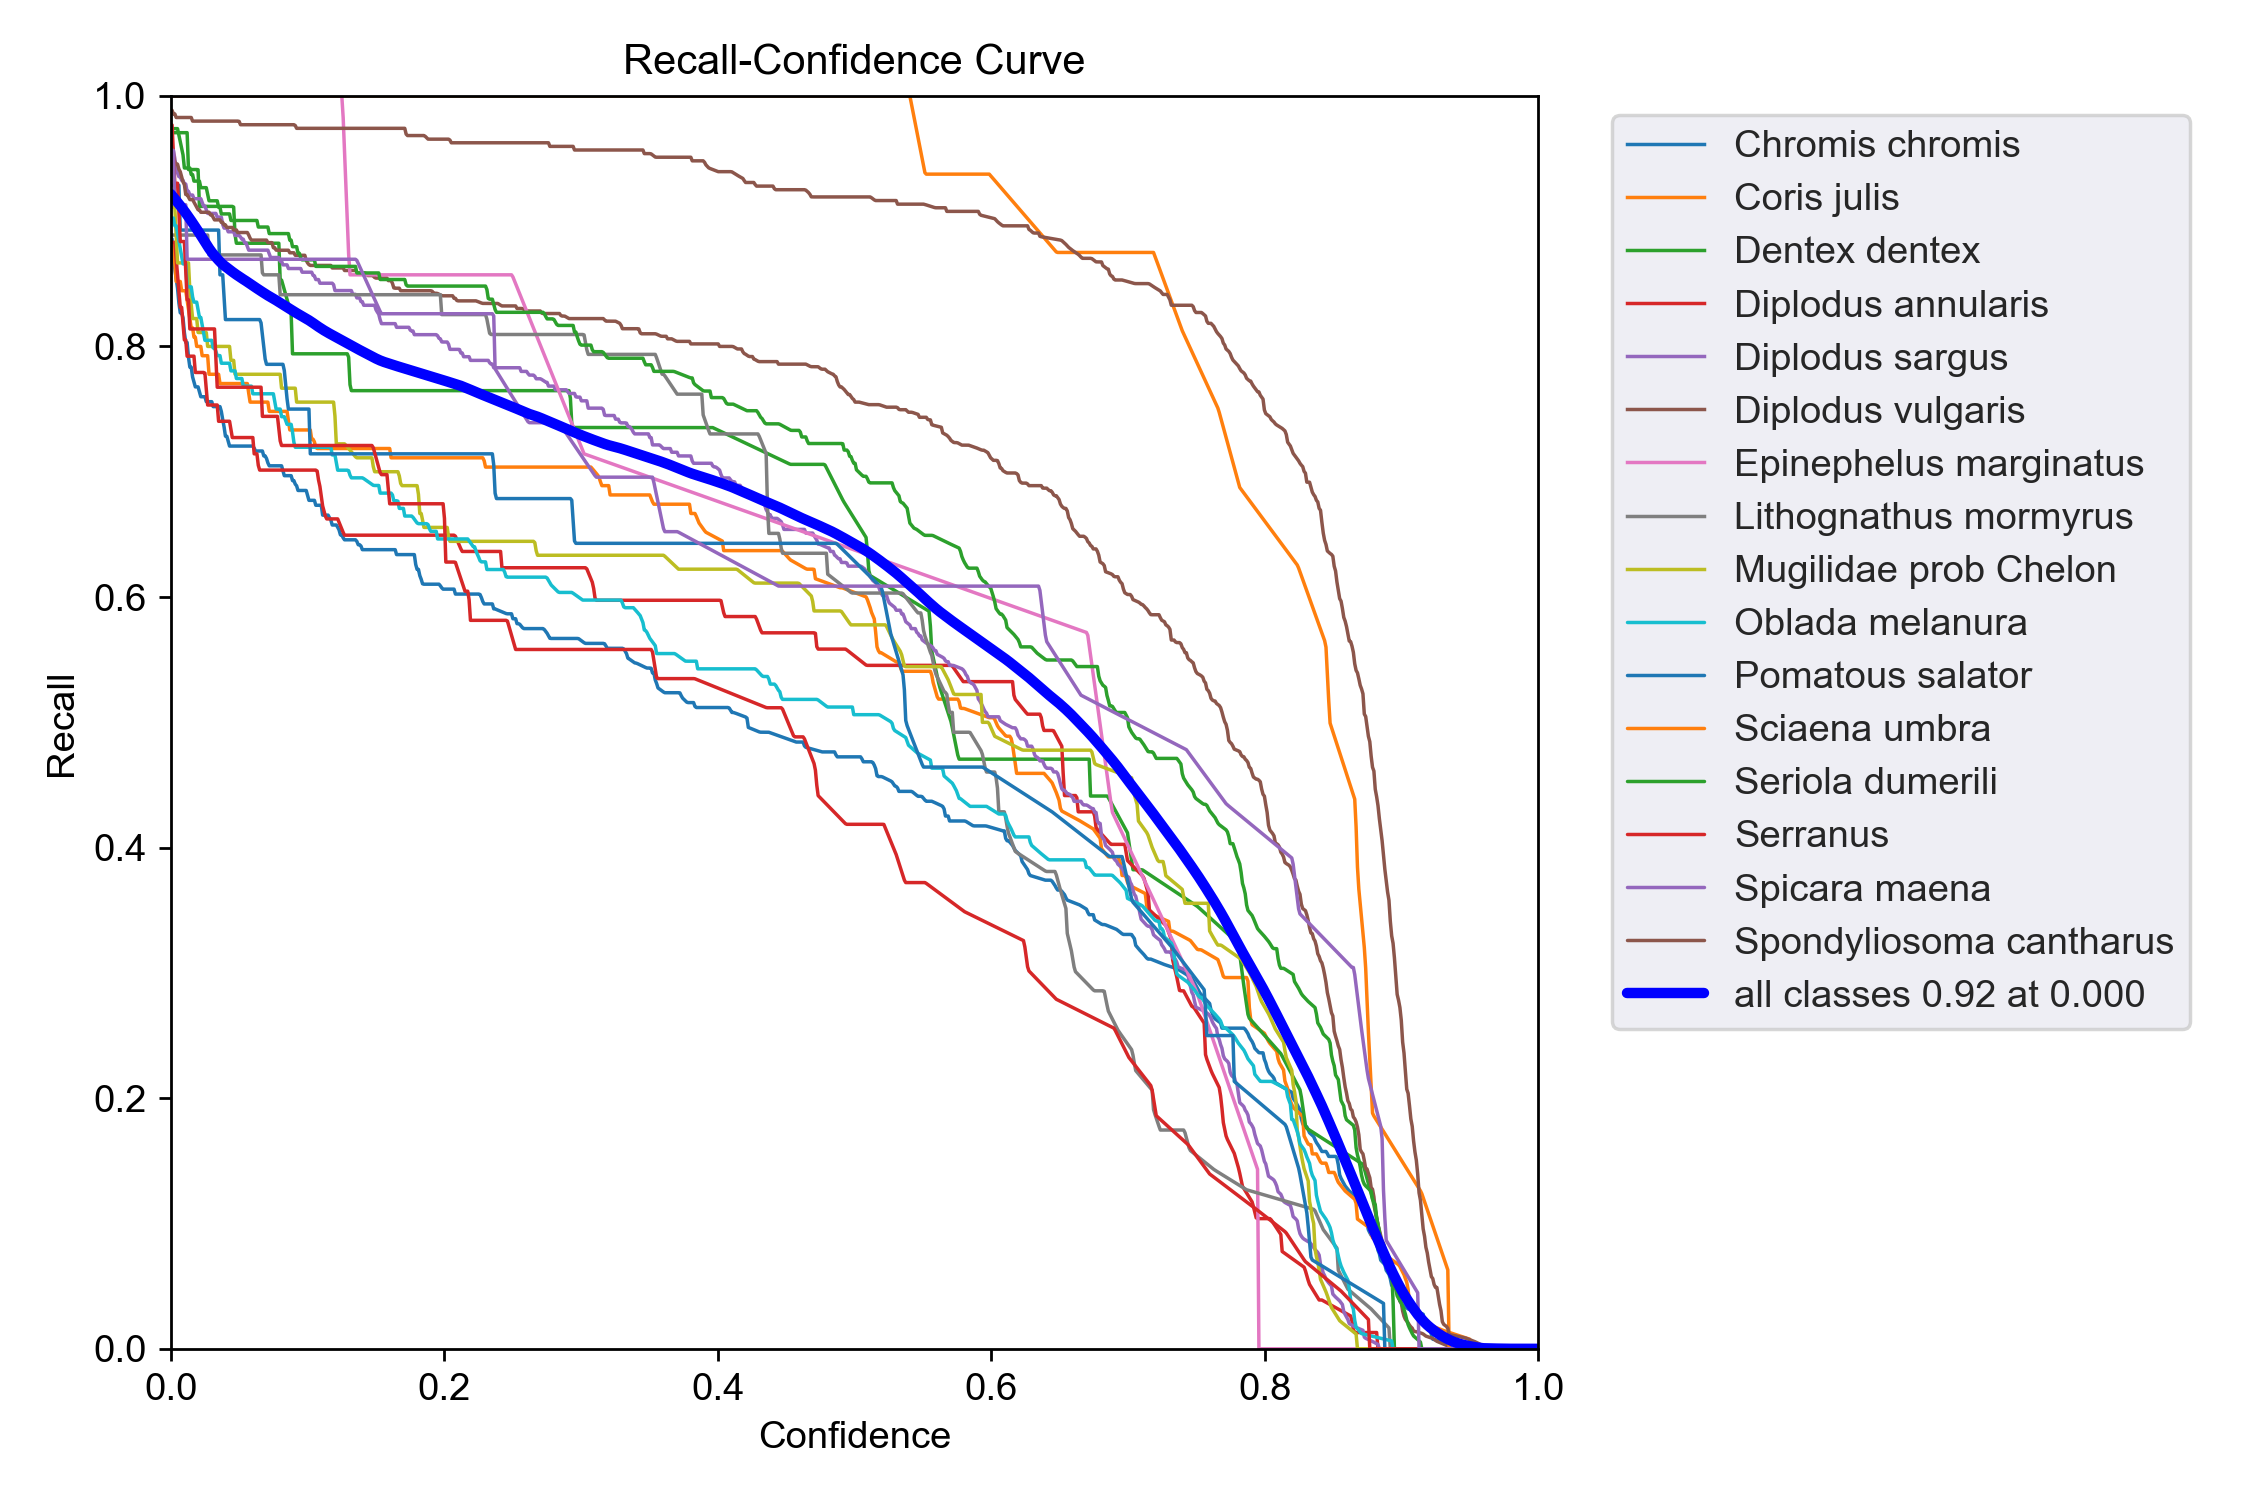 Recall-Confidence Curve
1.0
0.8
0.6
0.4
0.2
0.0
Recall
0.0 0.2 0.4 0.6 0.8 1.0
Confidence
Chromis chromis
Coris julis
Dentex dentex
Diplodus annularis
Diplodus sargus
Diplodus vulgaris
Epinephelus marginatus
Lithognathus mormyrus
Mugilidae prob Chelon
Oblada melanura
Pomatous salator
Sciaena umbra
Seriola dumerili
Serranus
Spicara maena
Spondyliosoma cantharus
all classes 0.92 at 0.000